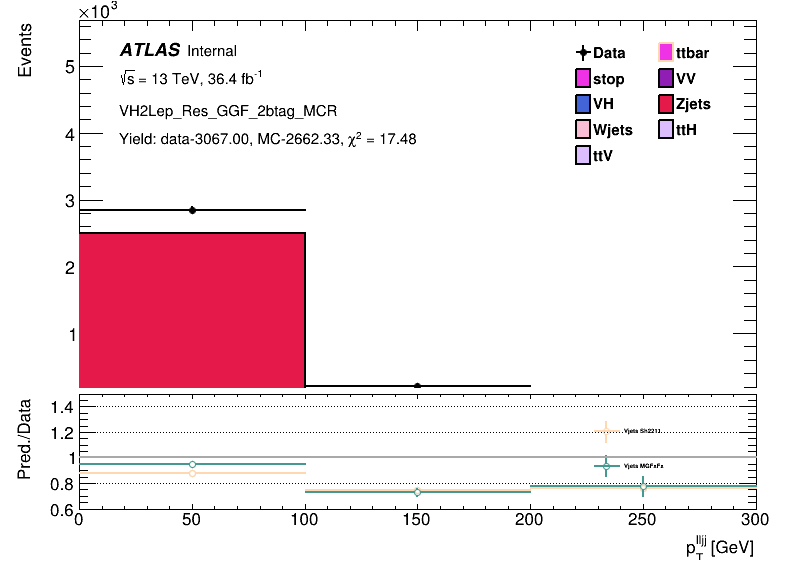 ×10³
Events
ATLAS Internal
√s = 13 TeV, 36.4 fb⁻¹
VH2Lep_Res_GGF_2btag_MCR
Yield: data-3067.00, MC-2662.33, χ² = 17.48
Data
ttbar
stop
VV
VH
Zjets
Wjets
ttH
ttV
5
4
3
2
1
Pred./Data
1.4
1.2
1
0.8
0.6
Vjets Sh2211
Vjets MGFxFx
0 50 100 150 200 250 300
p_T^lljj [GeV]